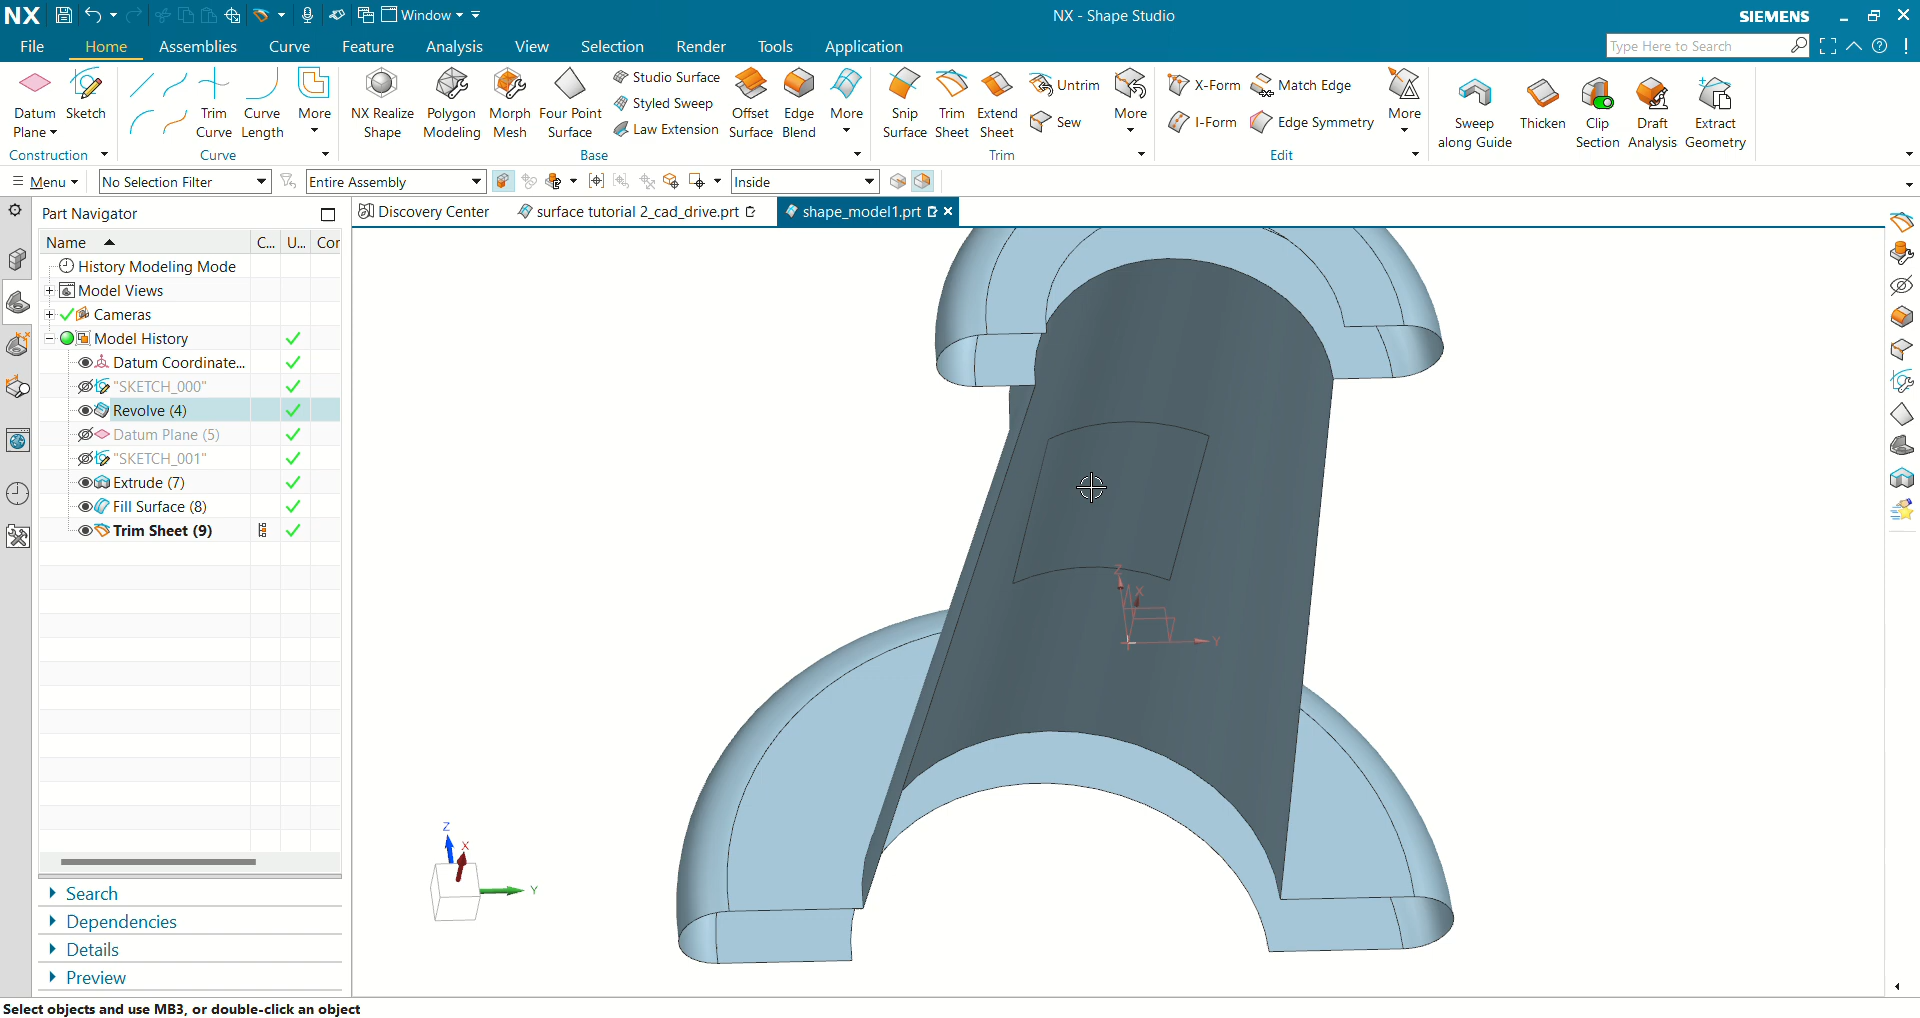 NX
Window
NX - Shape Studio
SIEMENS
File
Home
Assemblies
Curve
Feature
Analysis
View
Selection
Render
Tools
Application
Type Here to Search
Datum Plane
Sketch
Trim Curve
Curve Length
More
NX Realize Shape
Polygon Modeling
Morph Mesh
Four Point Surface
Studio Surface
Styled Sweep
Law Extension
Offset Surface
Edge Blend
More
Snip Surface
Trim Sheet
Extend Sheet
Untrim
Sew
More
X-Form
I-Form
Match Edge
Edge Symmetry
More
Sweep along Guide
Thicken
Clip Section
Draft Analysis
Extract Geometry
Construction
Curve
Base
Trim
Edit
Menu
No Selection Filter
Entire Assembly
Inside
Part Navigator
Discovery Center
surface tutorial 2_cad_drive.prt
shape_model1.prt
Name
C...
U...
Cor
History Modeling Mode
Model Views
Cameras
Model History
Datum Coordinate...
"SKETCH_000"
Revolve (4)
Datum Plane (5)
"SKETCH_001"
Extrude (7)
Fill Surface (8)
Trim Sheet (9)
Z
X
Y
Z
X
Y
Search
Dependencies
Details
Preview
Select objects and use MB3, or double-click an object